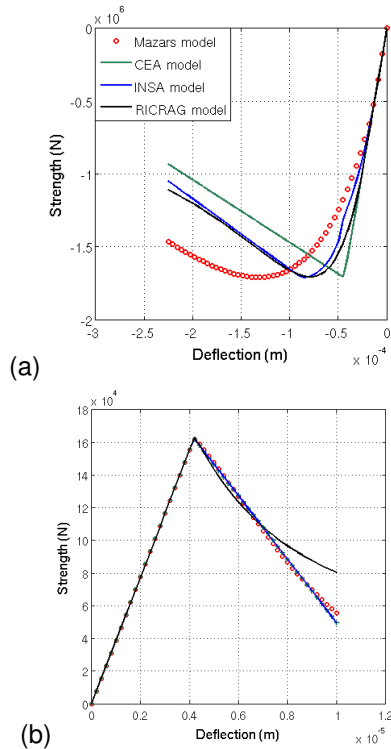 x 10^6
0
-0.5
-1
-1.5
-2
Strength (N)
Mazars model
CEA model
INSA model
RICRAG model
-3 -2.5 -2 -1.5 -1 -0.5 0
Deflection (m)
x 10^-4
(a)
x 10^4
18
16
14
12
10
8
6
4
2
0
Strength (N)
0 0.2 0.4 0.6 0.8 1 1.2
Deflection (m)
x 10^-5
(b)